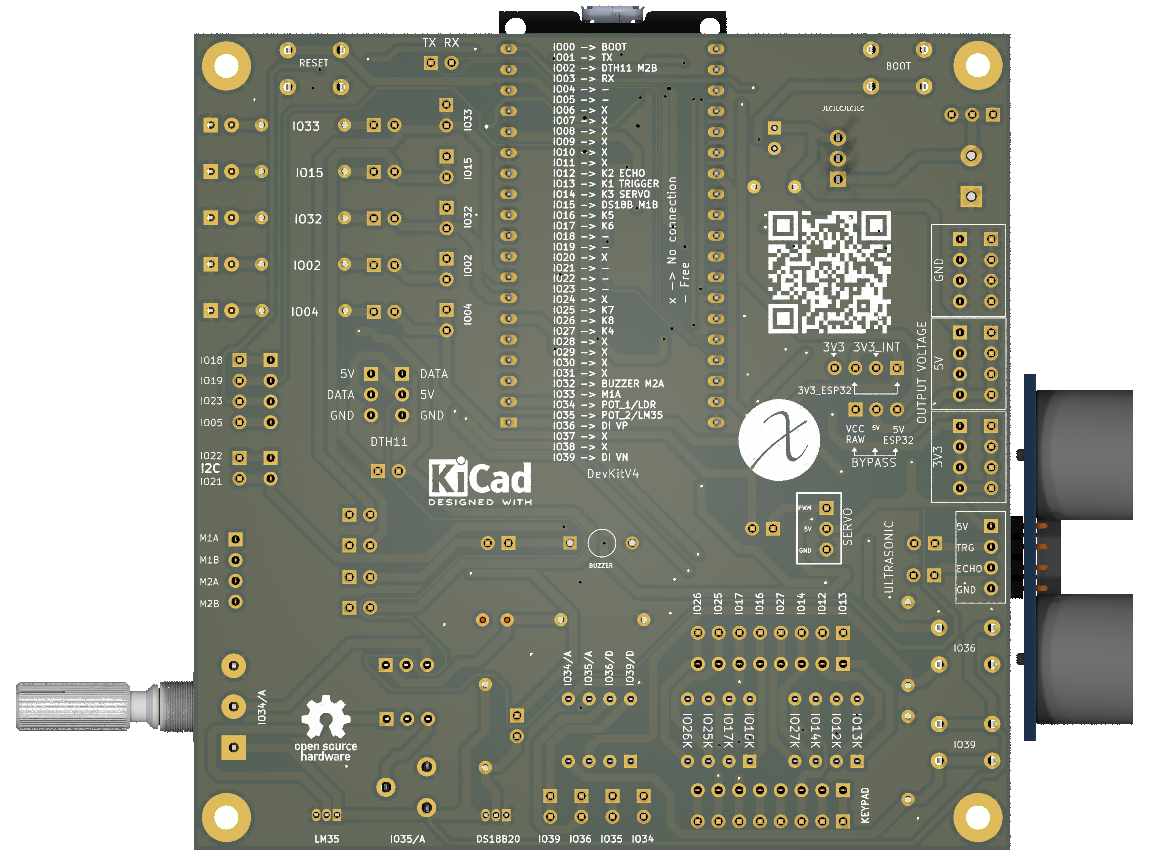 TX RX
RESET
BOOT
JLCJLCJLCJLC
IO00 --> BOOT
IO01 --> TX
IO02 --> DTH11 M2B
IO03 --> RX
IO04 --> -
IO05 --> -
IO06 --> X
IO07 --> X
IO08 --> X
IO09 --> X
IO10 --> X
IO11 --> X
IO12 --> K2 ECHO
IO13 --> K1 TRIGGER
IO14 --> K3 SERVO
IO15 --> DS18B M1B
IO16 --> K5
IO17 --> K6
IO18 --> -
IO19 --> -
IO20 --> X
IO21 --> -
IO22 --> -
IO23 --> -
IO24 --> X
IO25 --> K7
IO26 --> K8
IO27 --> K4
IO28 --> X
IO29 --> X
IO30 --> X
IO31 --> X
IO32 --> BUZZER M2A
IO33 --> M1A
IO34 --> POT_1/LDR
IO35 --> POT_2/LM35
IO36 --> DI VP
IO37 --> X
IO38 --> X
IO39 --> DI VN
DevKitV4
x --> No connection
- Free
IO33
IO33
IO15
IO15
IO32
IO32
IO02
IO02
IO04
IO04
IO18
IO19
IO23
IO05
IO22
I2C
IO21
5V
DATA
DATA
5V
GND
GND
DTH11
KiCad
DESIGNED WITH
GND
5V
3V3
OUTPUT VOLTAGE
3V3 3V3_INT
3V3_ESP32
VCC RAW
5V
5V ESP32
BYPASS
χ
M1A
M1B
M2A
M2B
BUZZER
PWM
5V
GND
SERVO
ULTRASONIC
5V
TRG
ECHO
GND
IO26
IO25
IO17
IO16
IO27
IO14
IO12
IO13
IO36
IO39
IO34/A
IO34/A
IO35/A
IO36/D
IO39/D
IO26K
IO25K
IO17K
IO16K
IO27K
IO14K
IO12K
IO13K
KEYPAD
open source
hardware
LM35
IO35/A
DS18B20
IO39
IO36
IO35
IO34